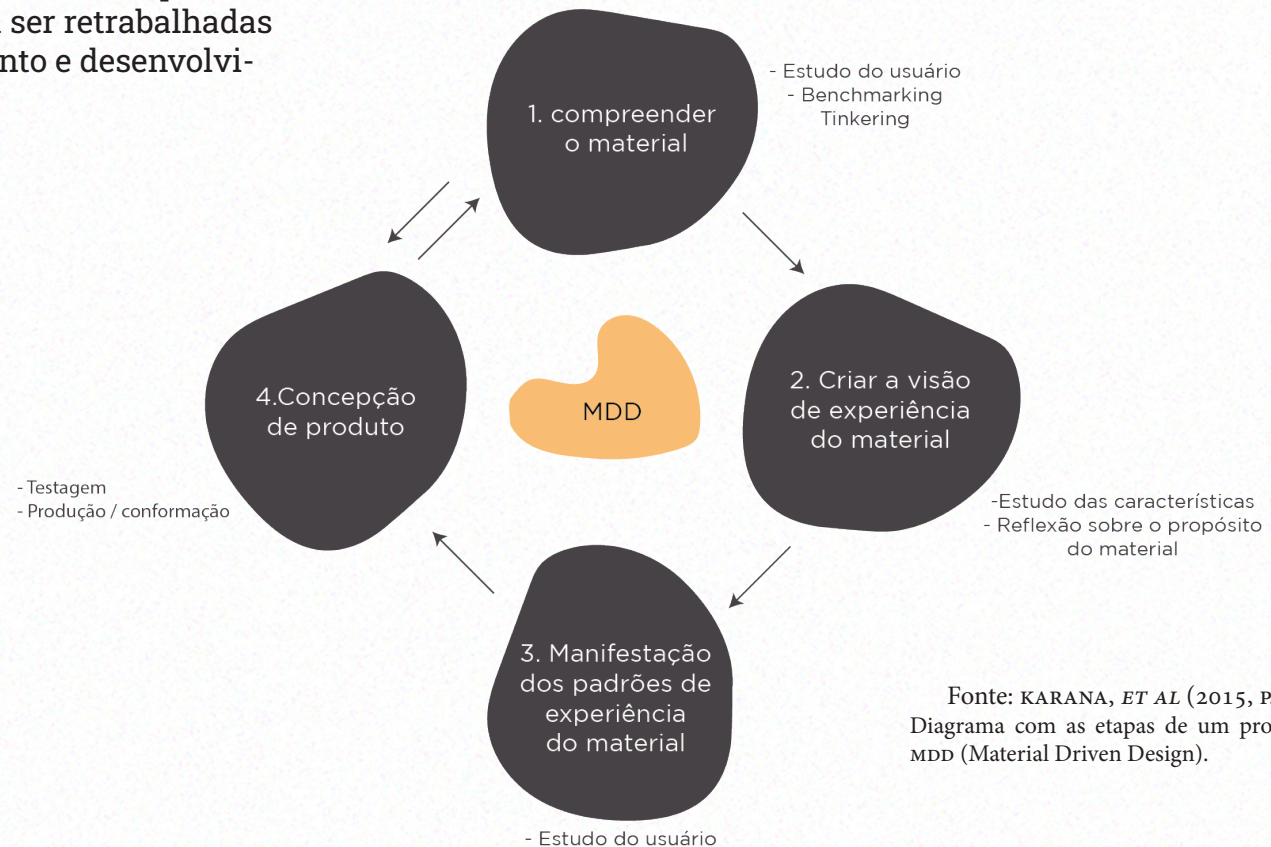 ser retrabalhadas
nto e desenvolvi-
1. compreender
o material
- Estudo do usuário
- Benchmarking
Tinkering
2. Criar a visão
de experiência
do material
-Estudo das características
- Reflexão sobre o propósito
do material
3. Manifestação
dos padrões de
experiência
do material
- Estudo do usuário
4.Concepção
de produto
- Testagem
- Produção / conformação
MDD
Fonte: KARANA, ET AL (2015, P.
Diagrama com as etapas de um pro
MDD (Material Driven Design).